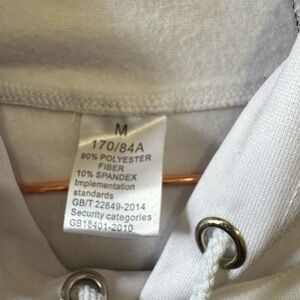 M
170/84A
90% POLYESTER
FIBER
10% SPANDEX
Implementation
standards
GB/T 22849-2014
Security categories
GB18401-2010